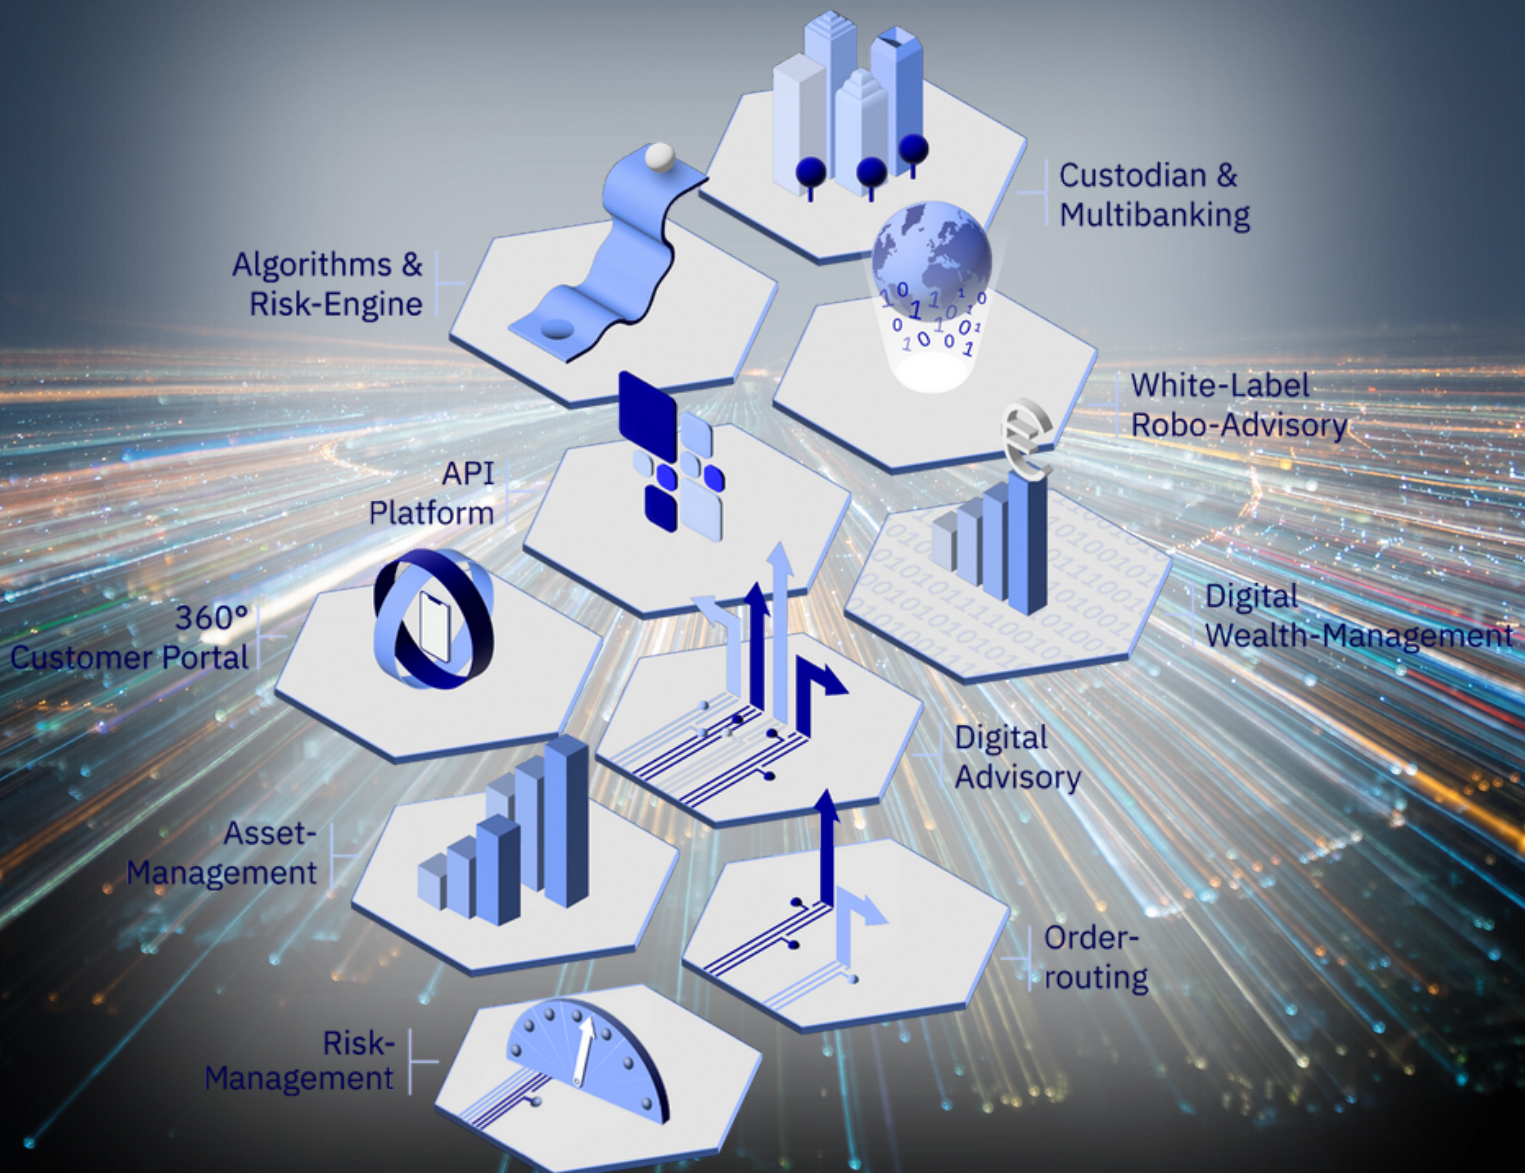 Custodian &
Multibanking
Algorithms &
Risk-Engine
White-Label
Robo-Advisory
API
Platform
360°
Customer Portal
Digital
Wealth-Management
Digital
Advisory
Asset-
Management
Order-
routing
Risk-
Management